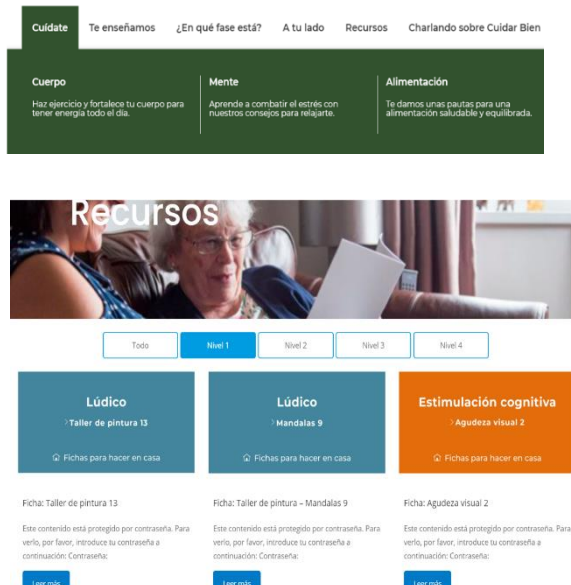 Cuídate Te enseñamos ¿En qué fase está? A tu lado Recursos Charlando sobre Cuidar Bien
Cuerpo
Haz ejercicio y fortalece tu cuerpo para
tener energía todo el día.
Mente
Aprende a combatir el estrés con
nuestros consejos para relajarte.
Alimentación
Te damos unas pautas para una
alimentación saludable y equilibrada.
Recursos
Todo Nivel 1 Nivel 2 Nivel 3 Nivel 4
Lúdico
>Taller de pintura 13
Fichas para hacer en casa
Lúdico
>Mandalas 9
Fichas para hacer en casa
Estimulación cognitiva
>Agudeza visual 2
Fichas para hacer en casa
Ficha: Taller de pintura 13
Este contenido está protegido por contraseña. Para
verlo, por favor, introduce tu contraseña a
continuación: Contraseña:
Leer más
Ficha: Taller de pintura – Mandalas 9
Este contenido está protegido por contraseña. Para
verlo, por favor, introduce tu contraseña a
continuación: Contraseña:
Leer más
Ficha: Agudeza visual 2
Este contenido está protegido por contraseña. Para
verlo, por favor, introduce tu contraseña a
continuación: Contraseña:
Leer más